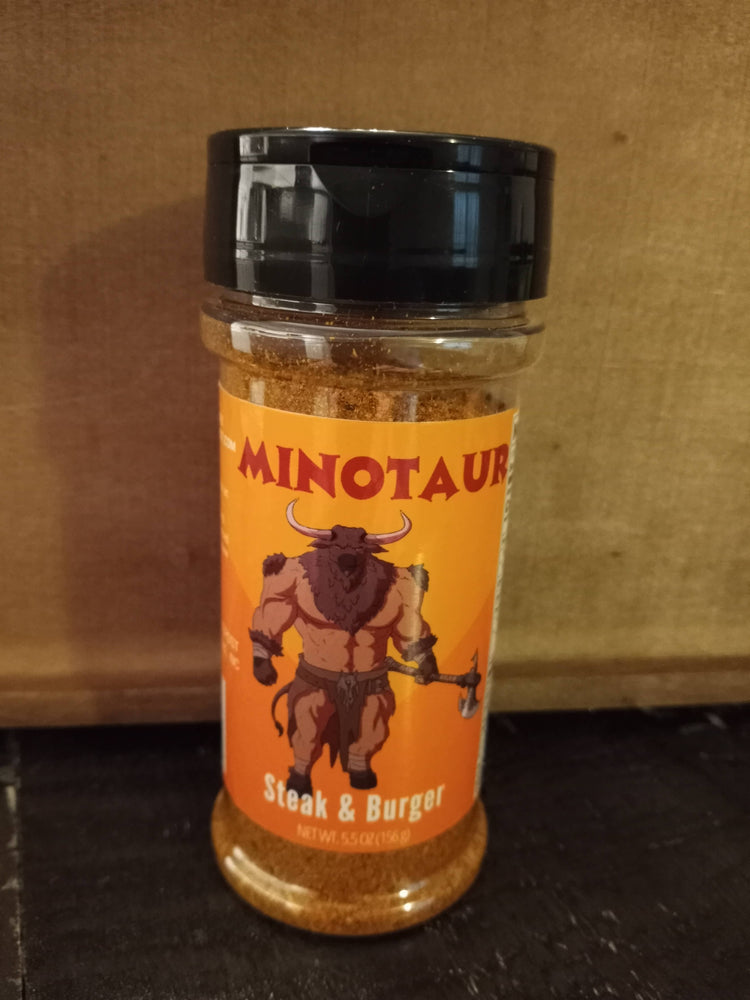 MINOTAUR
Steak & Burger
NET WT. 5.5 OZ (156 g)